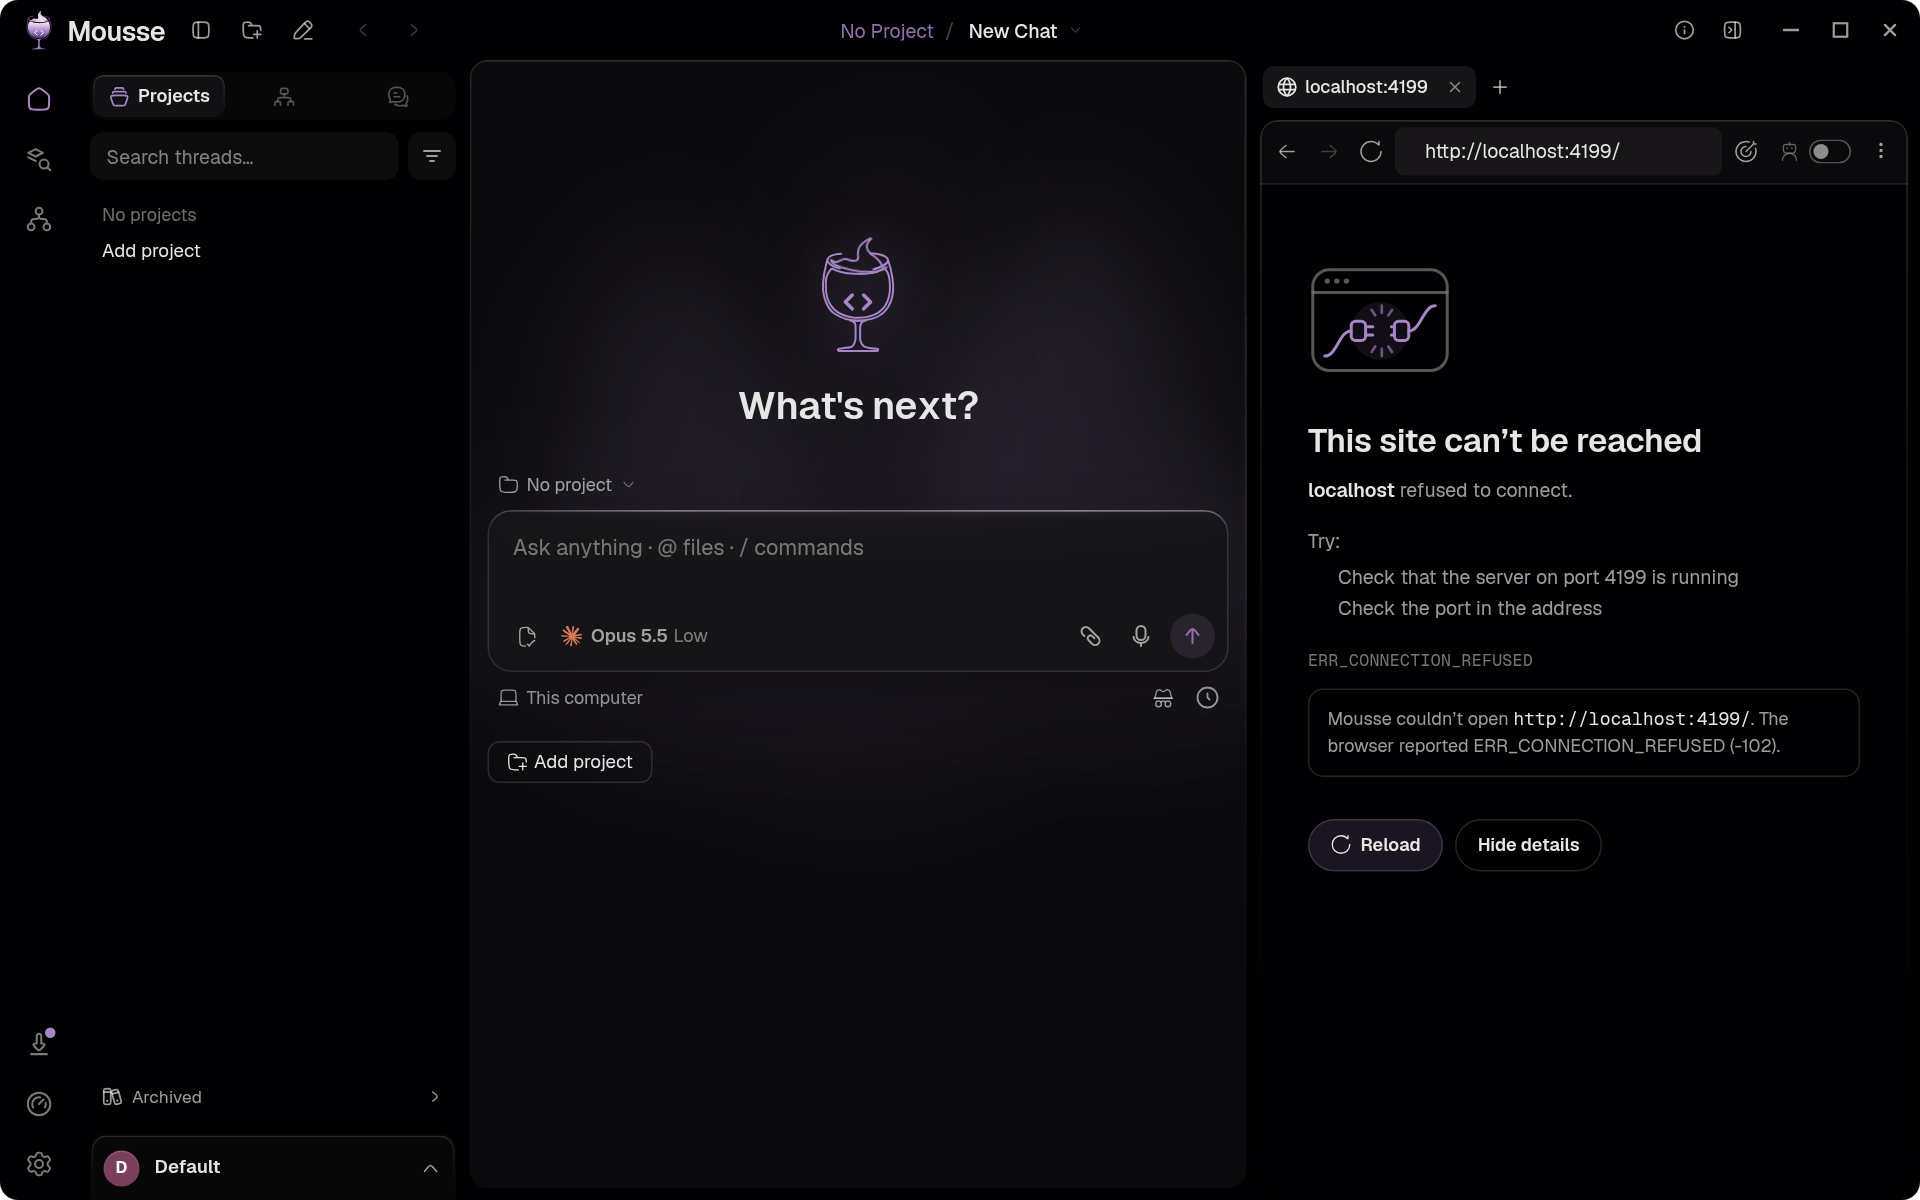 Mousse
No Project / New Chat
Projects
Search threads...
No projects
Add project
Archived
D Default
What's next?
No project
Ask anything · @ files · / commands
Opus 5.5 Low
This computer
Add project
localhost:4199
http://localhost:4199/
This site can’t be reached
localhost refused to connect.
Try:
Check that the server on port 4199 is running
Check the port in the address
ERR_CONNECTION_REFUSED
Mousse couldn’t open http://localhost:4199/. The
browser reported ERR_CONNECTION_REFUSED (-102).
Reload
Hide details